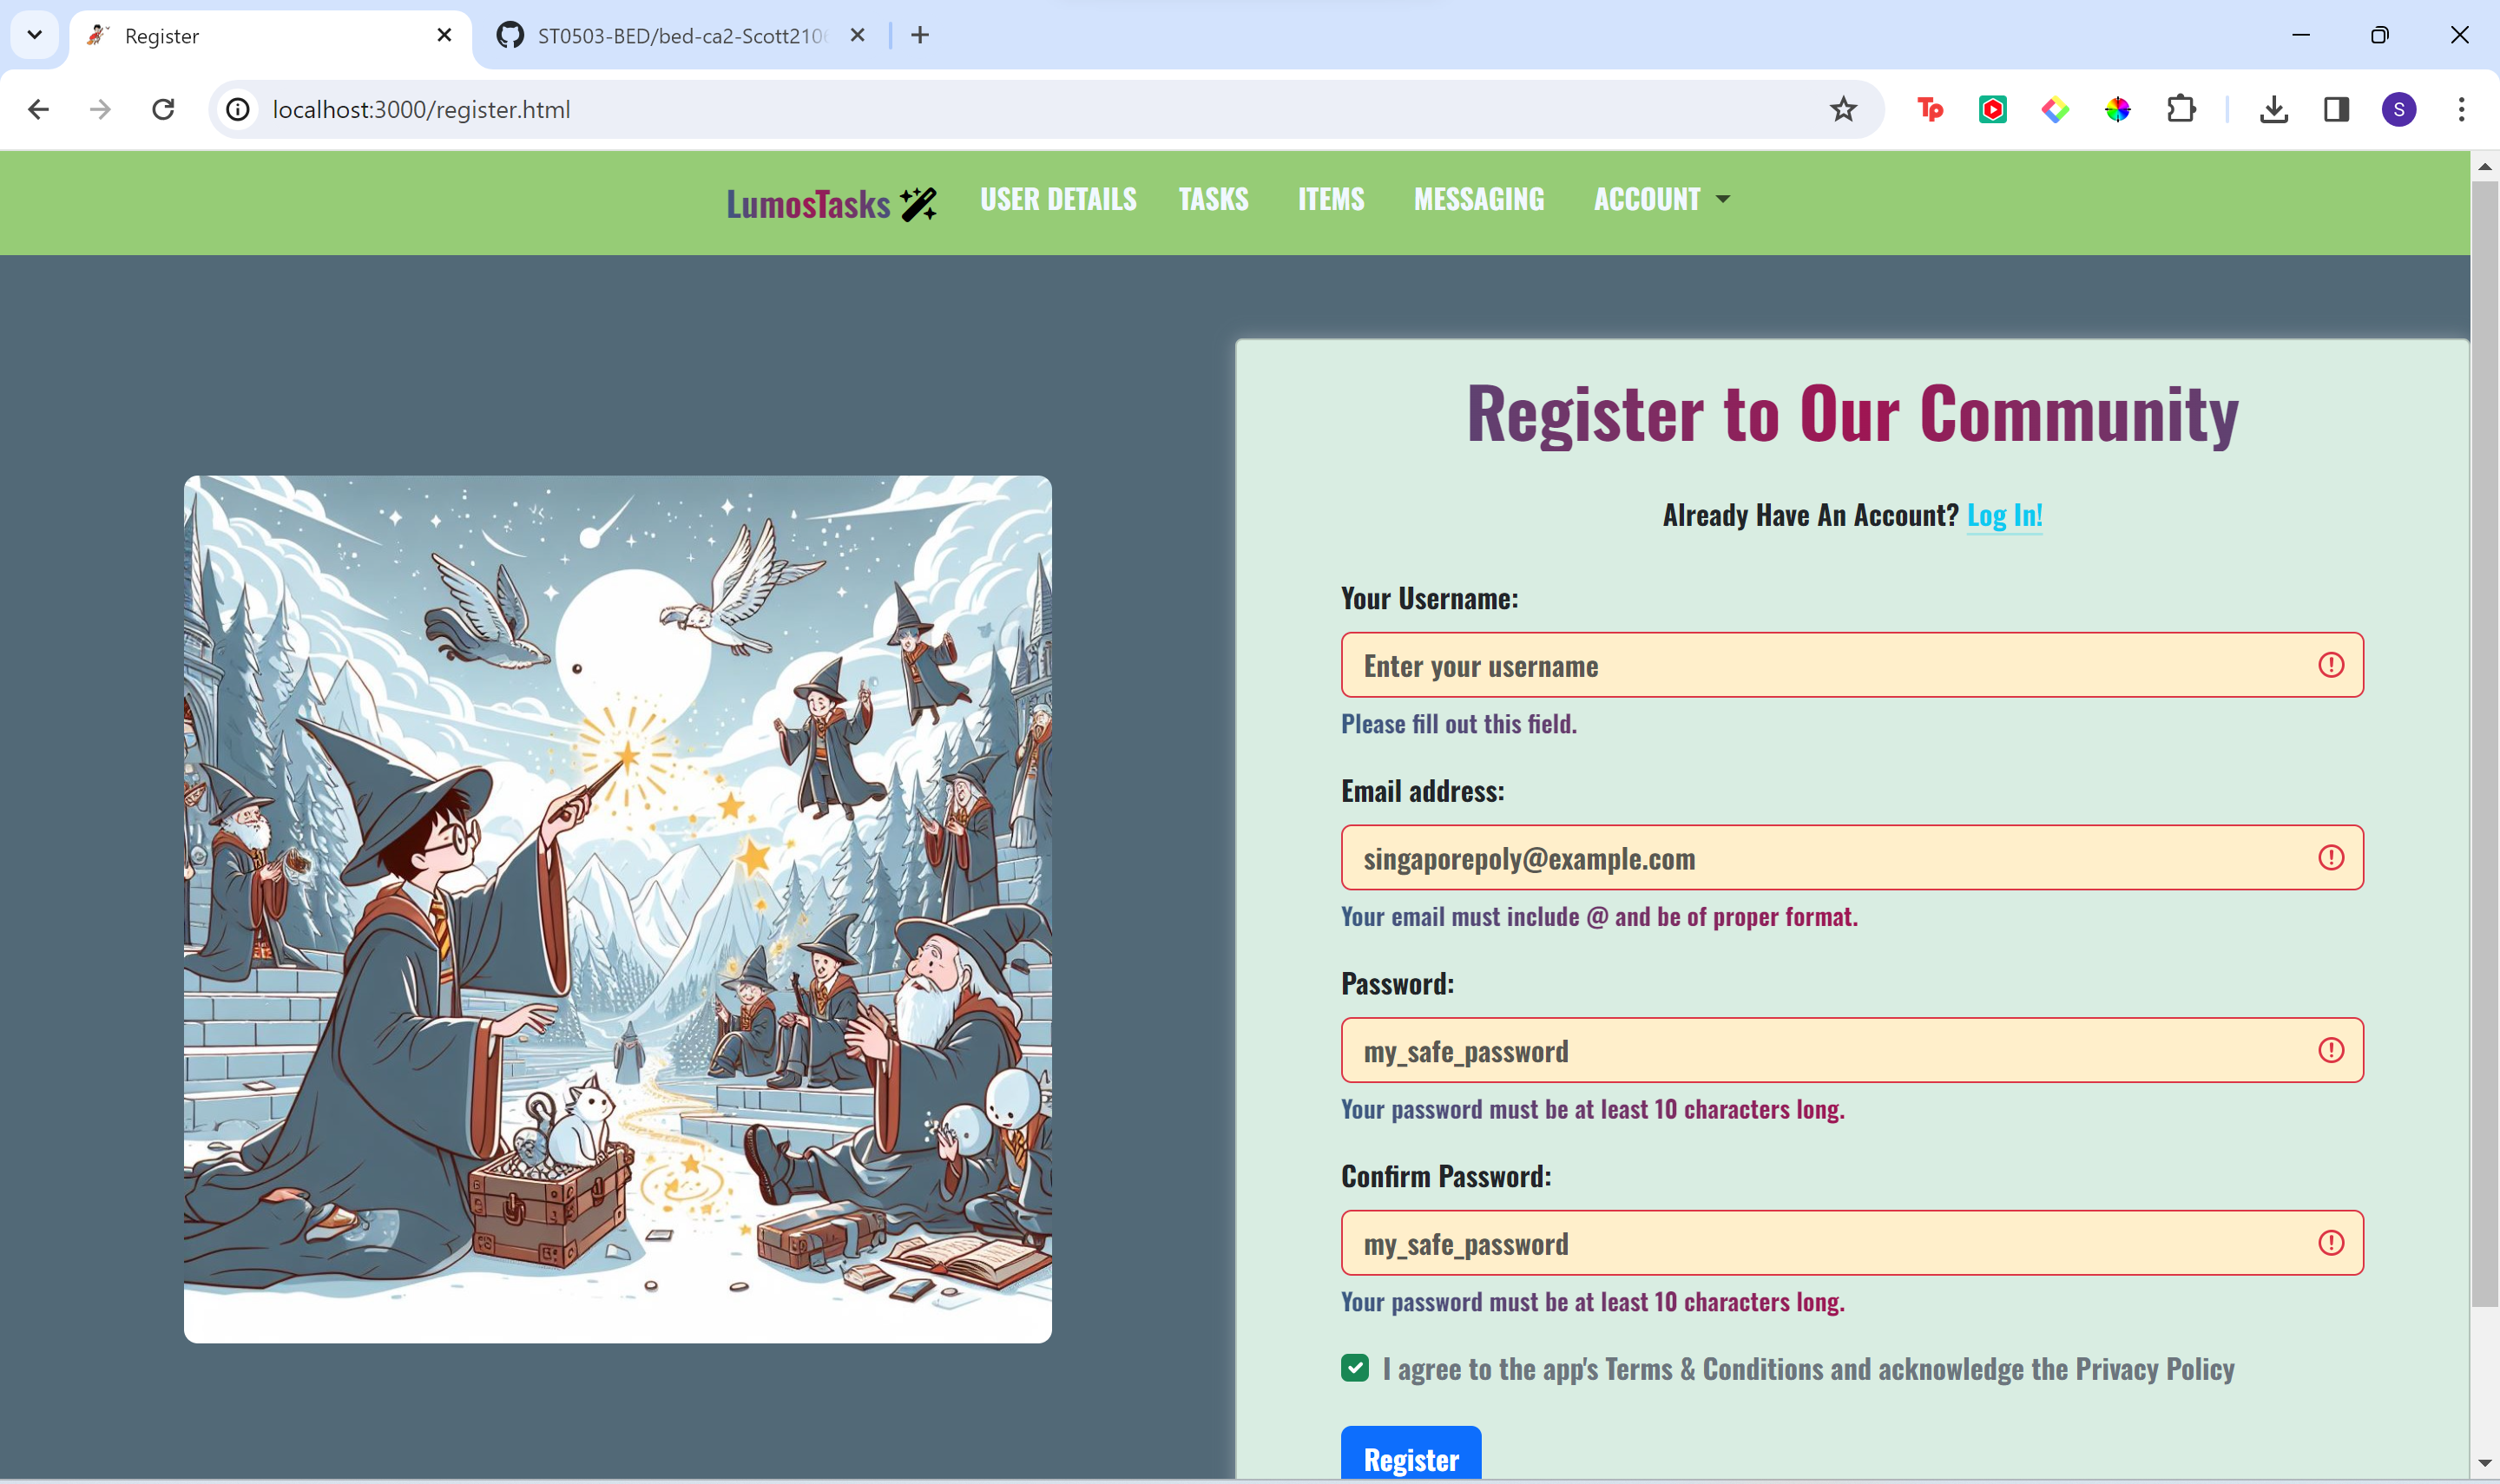 Register
ST0503-BED/bed-ca2-Scott210
localhost:3000/register.html
Tp
S
LumosTasks
USER DETAILS
TASKS
ITEMS
MESSAGING
ACCOUNT
Register to Our Community
Already Have An Account? Log In!
Your Username:
Enter your username
Please fill out this field.
Email address:
singaporepoly@example.com
Your email must include @ and be of proper format.
Password:
my_safe_password
Your password must be at least 10 characters long.
Confirm Password:
my_safe_password
Your password must be at least 10 characters long.
I agree to the app's Terms & Conditions and acknowledge the Privacy Policy
Register